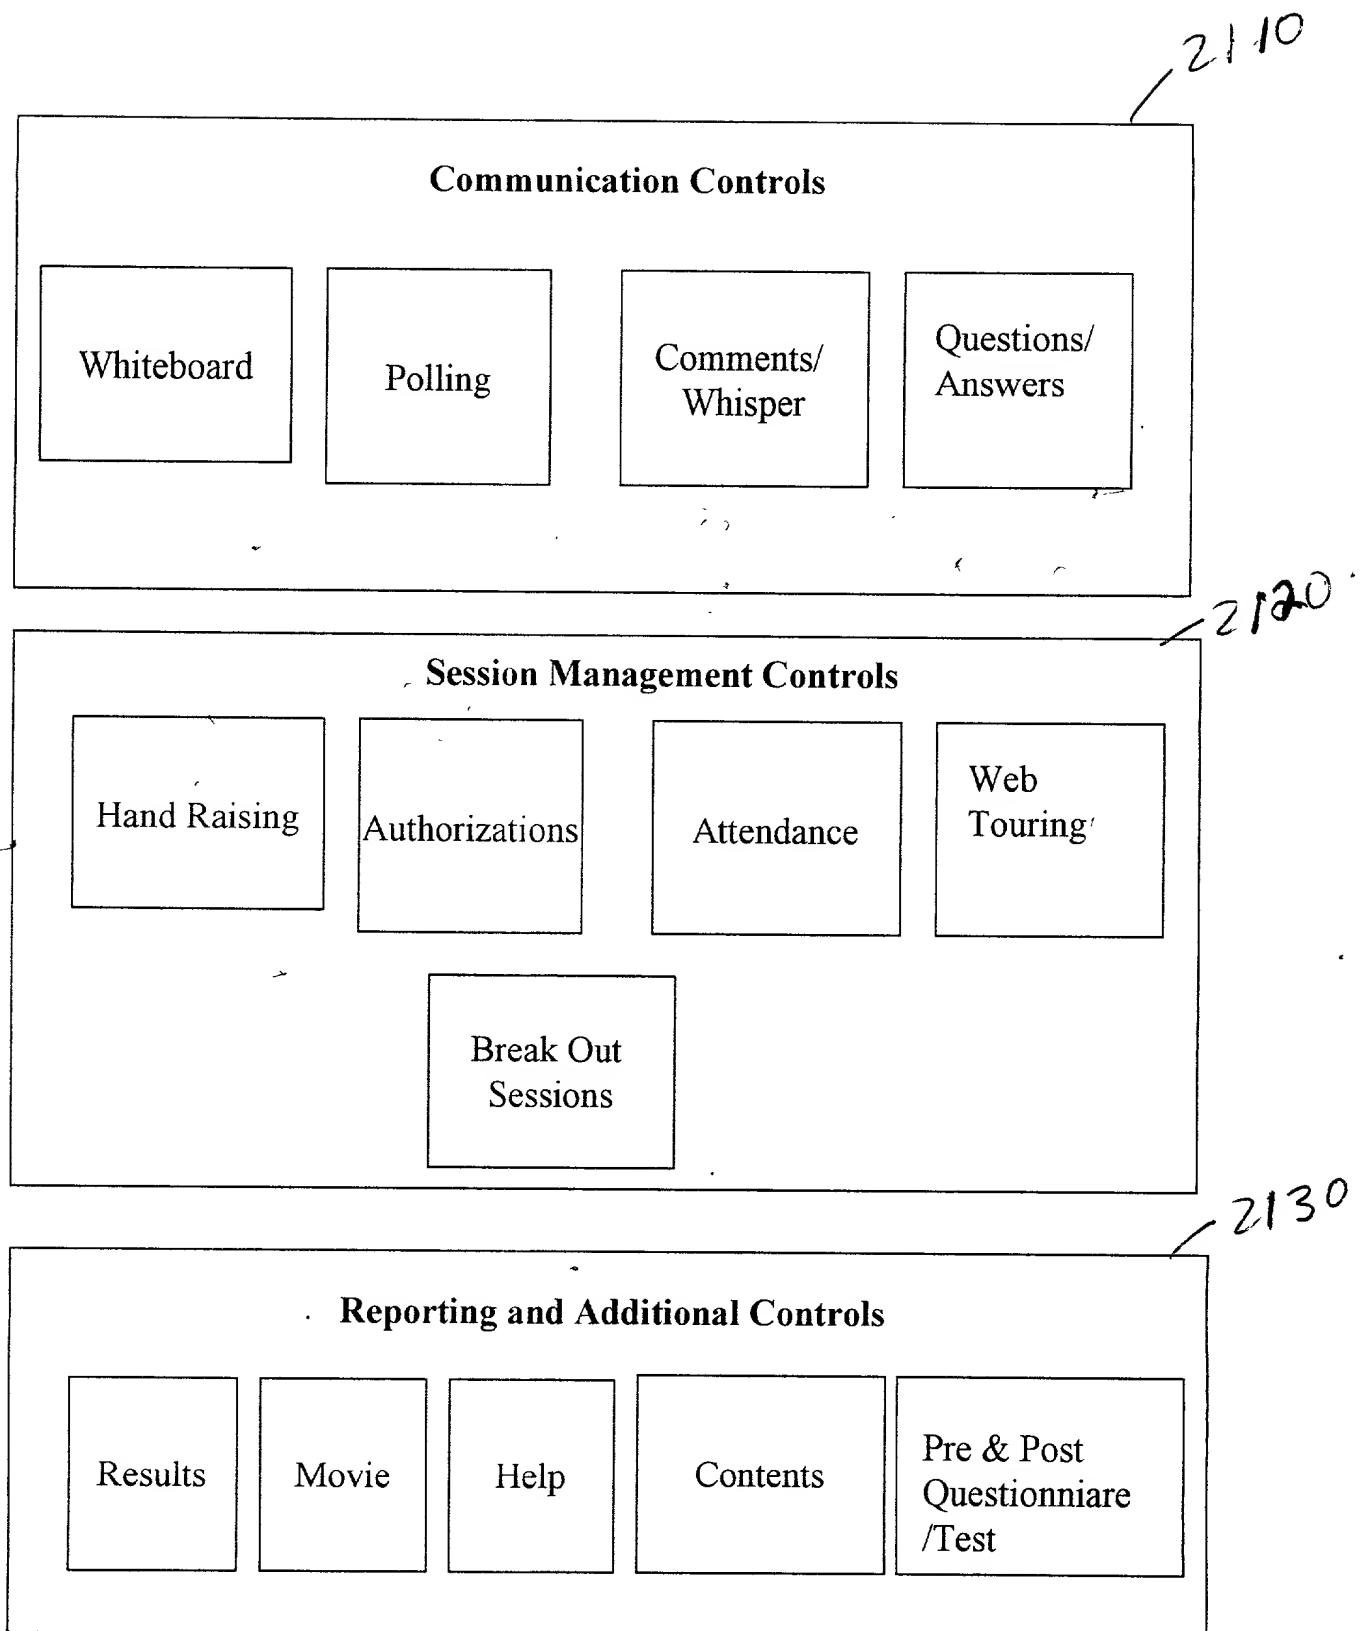 2110
Communication Controls
Whiteboard
Polling
Comments/
Whisper
Questions/
Answers
2120
Session Management Controls
Hand Raising
Authorizations
Attendance
Web
Touring
Break Out
Sessions
2130
Reporting and Additional Controls
Results
Movie
Help
Contents
Pre & Post
Questionniare
/Test